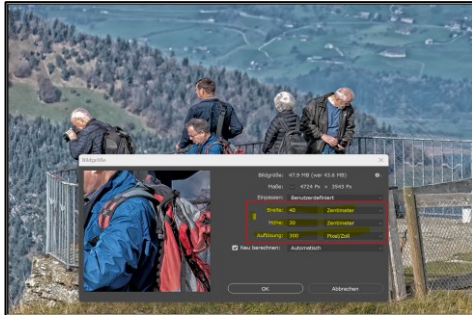 Bildgröße
Bildgröße: 47.9 MB (war 43.6 MB)
Maße: 4724 Px × 3543 Px
Einpassen: Benutzerdefiniert
Breite: 40 Zentimeter
Höhe: 30 Zentimeter
Auflösung: 300 Pixel/Zoll
Neu berechnen: Automatisch
OK Abbrechen